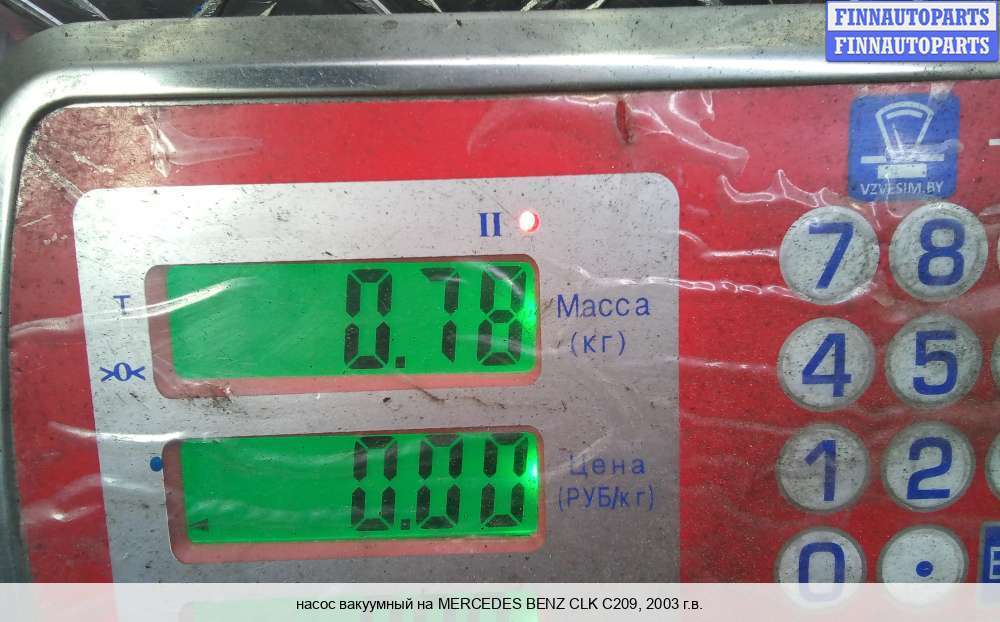 FINNAUTOPARTS
FINNAUTOPARTS
VZVESIM.BY
II
7 8
T
0.78
Масса
(кг)
>0<
4 5
0.00
Цена
(РУБ/кг)
1 2
0 .
насос вакуумный на MERCEDES BENZ CLK C209, 2003 г.в.